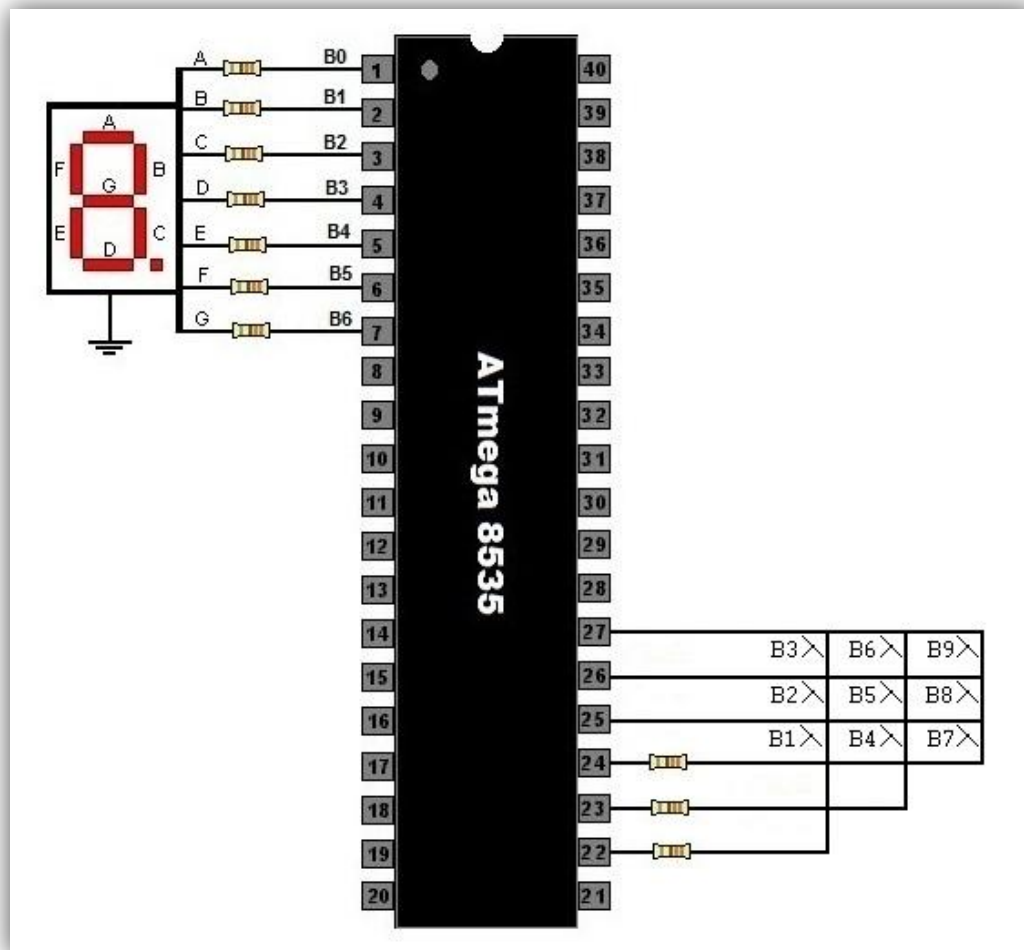 A B0 1 40
B B1 2 39
A
F B
C B2 3 38
G
D B3 4 37
E C
E B4 5 36
D
F B5 6 35
G B6 7 34
8 33
9 32
10 31
11 30
12 29
13 28
ATmega 8535
14 27
B3 B6 B9
15 26
B2 B5 B8
16 25
B1 B4 B7
17 24
18 23
19 22
20 21